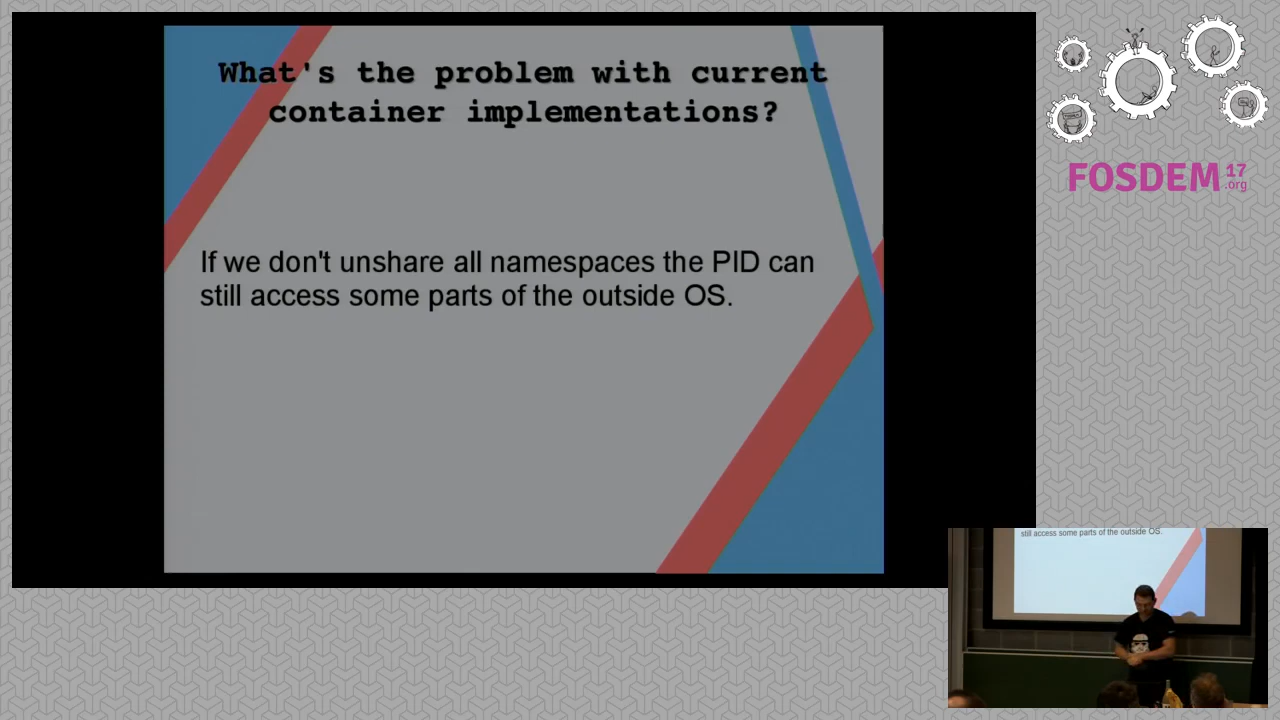 What's the problem with current
container implementations?
If we don't unshare all namespaces the PID can
still access some parts of the outside OS.
FOSDEM 17
.org
still access some parts of the outside OS.